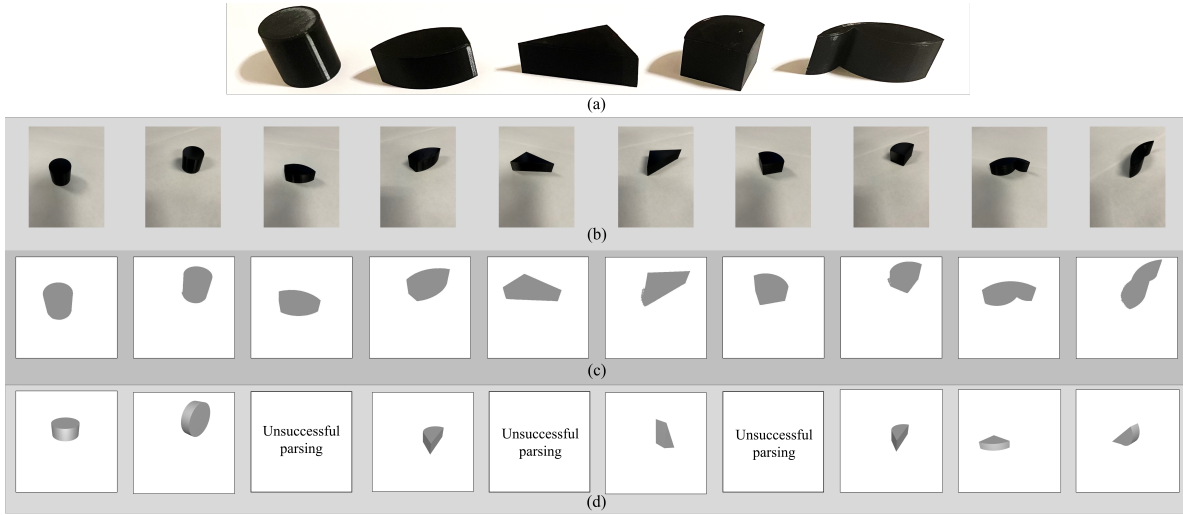 (a)
(b)
(c)
Unsuccessful
parsing
Unsuccessful
parsing
Unsuccessful
parsing
(d)